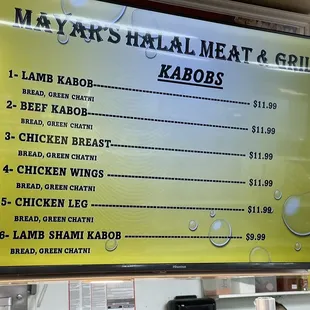 MAYAR'S HALAL MEAT & GRIL
KABOBS
1- LAMB KABOB $11.99
BREAD, GREEN CHATNI
2- BEEF KABOB $11.99
BREAD, GREEN CHATNI
3- CHICKEN BREAST $11.99
BREAD, GREEN CHATNI
4- CHICKEN WINGS $11.99
BREAD, GREEN CHATNI
5- CHICKEN LEG $11.99
BREAD, GREEN CHATNI
6- LAMB SHAMI KABOB $9.99
BREAD, GREEN CHATNI